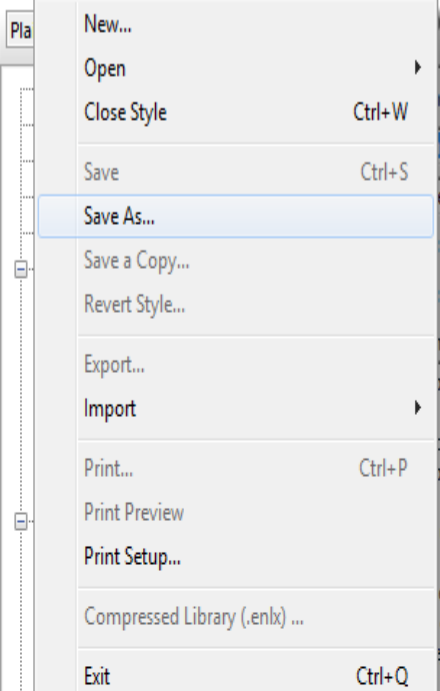 Pla
New...
Open
Close Style Ctrl+W
Save Ctrl+S
Save As...
Save a Copy...
Revert Style...
Export...
Import
Print... Ctrl+P
Print Preview
Print Setup...
Compressed Library (.enlx) ...
Exit Ctrl+Q